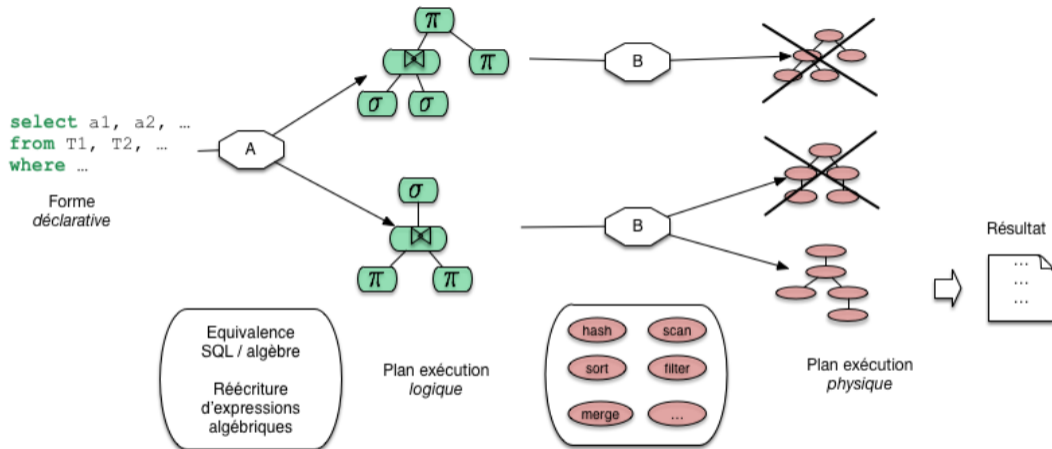 π
⋈
π
σ
σ
B
select a1, a2, …
from T1, T2, …
where …
A
Forme
déclarative
σ
⋈
π
π
B
Résultat
…
…
…
Equivalence
SQL / algèbre
Réécriture
d'expressions
algébriques
Plan exécution
logique
hash scan
sort filter
merge …
Plan exécution
physique